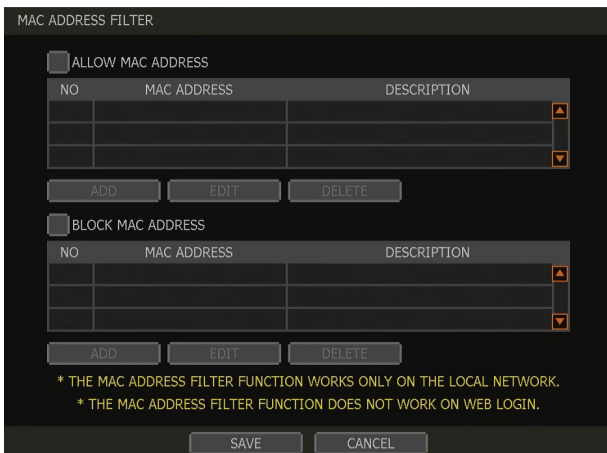 MAC ADDRESS FILTER
ALLOW MAC ADDRESS
NO MAC ADDRESS DESCRIPTION
ADD EDIT DELETE
BLOCK MAC ADDRESS
NO MAC ADDRESS DESCRIPTION
ADD EDIT DELETE
* THE MAC ADDRESS FILTER FUNCTION WORKS ONLY ON THE LOCAL NETWORK.
* THE MAC ADDRESS FILTER FUNCTION DOES NOT WORK ON WEB LOGIN.
SAVE CANCEL